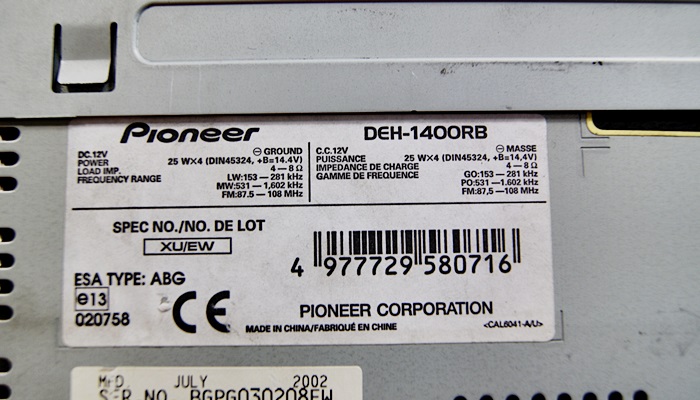 Pioneer
DEH-1400RB
DC.12V ⊖ GROUND
POWER 25 W×4 (DIN45324, +B=14.4V)
LOAD IMP. 4 — 8 Ω
FREQUENCY RANGE LW:153 — 281 kHz
MW:531 — 1,602 kHz
FM:87.5 — 108 MHz
C.C.12V ⊖ MASSE
PUISSANCE 25 W×4 (DIN45324, +B=14,4V)
IMPEDANCE DE CHARGE 4 — 8 Ω
GAMME DE FREQUENCE GO:153 — 281 kHz
PO:531 — 1.602 kHz
FM:87,5 — 108 MHz
SPEC NO./NO. DE LOT
XU/EW
4 977729 580716
ESA TYPE: ABG
e13
020758
CE
PIONEER CORPORATION
MADE IN CHINA/FABRIQUÉ EN CHINE
<CAL6041-A/U>
MFD. JULY 2002
SER NO. BGPG030208EW